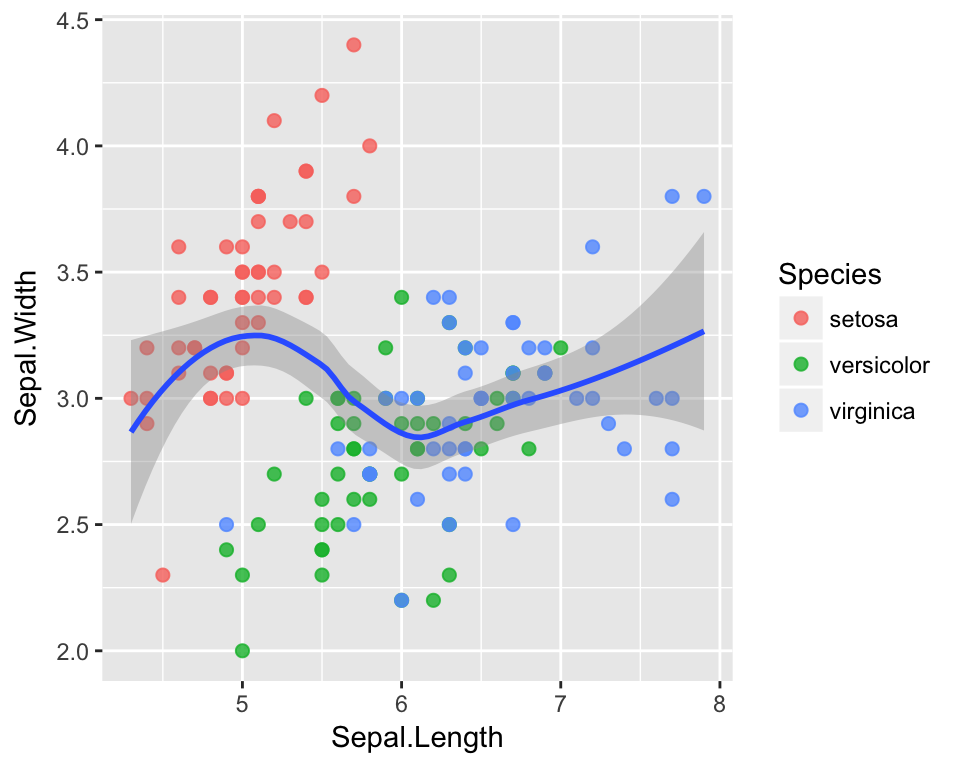 4.5
4.0
3.5
3.0
2.5
2.0
Sepal.Width
5 6 7 8
Sepal.Length
Species
setosa
versicolor
virginica